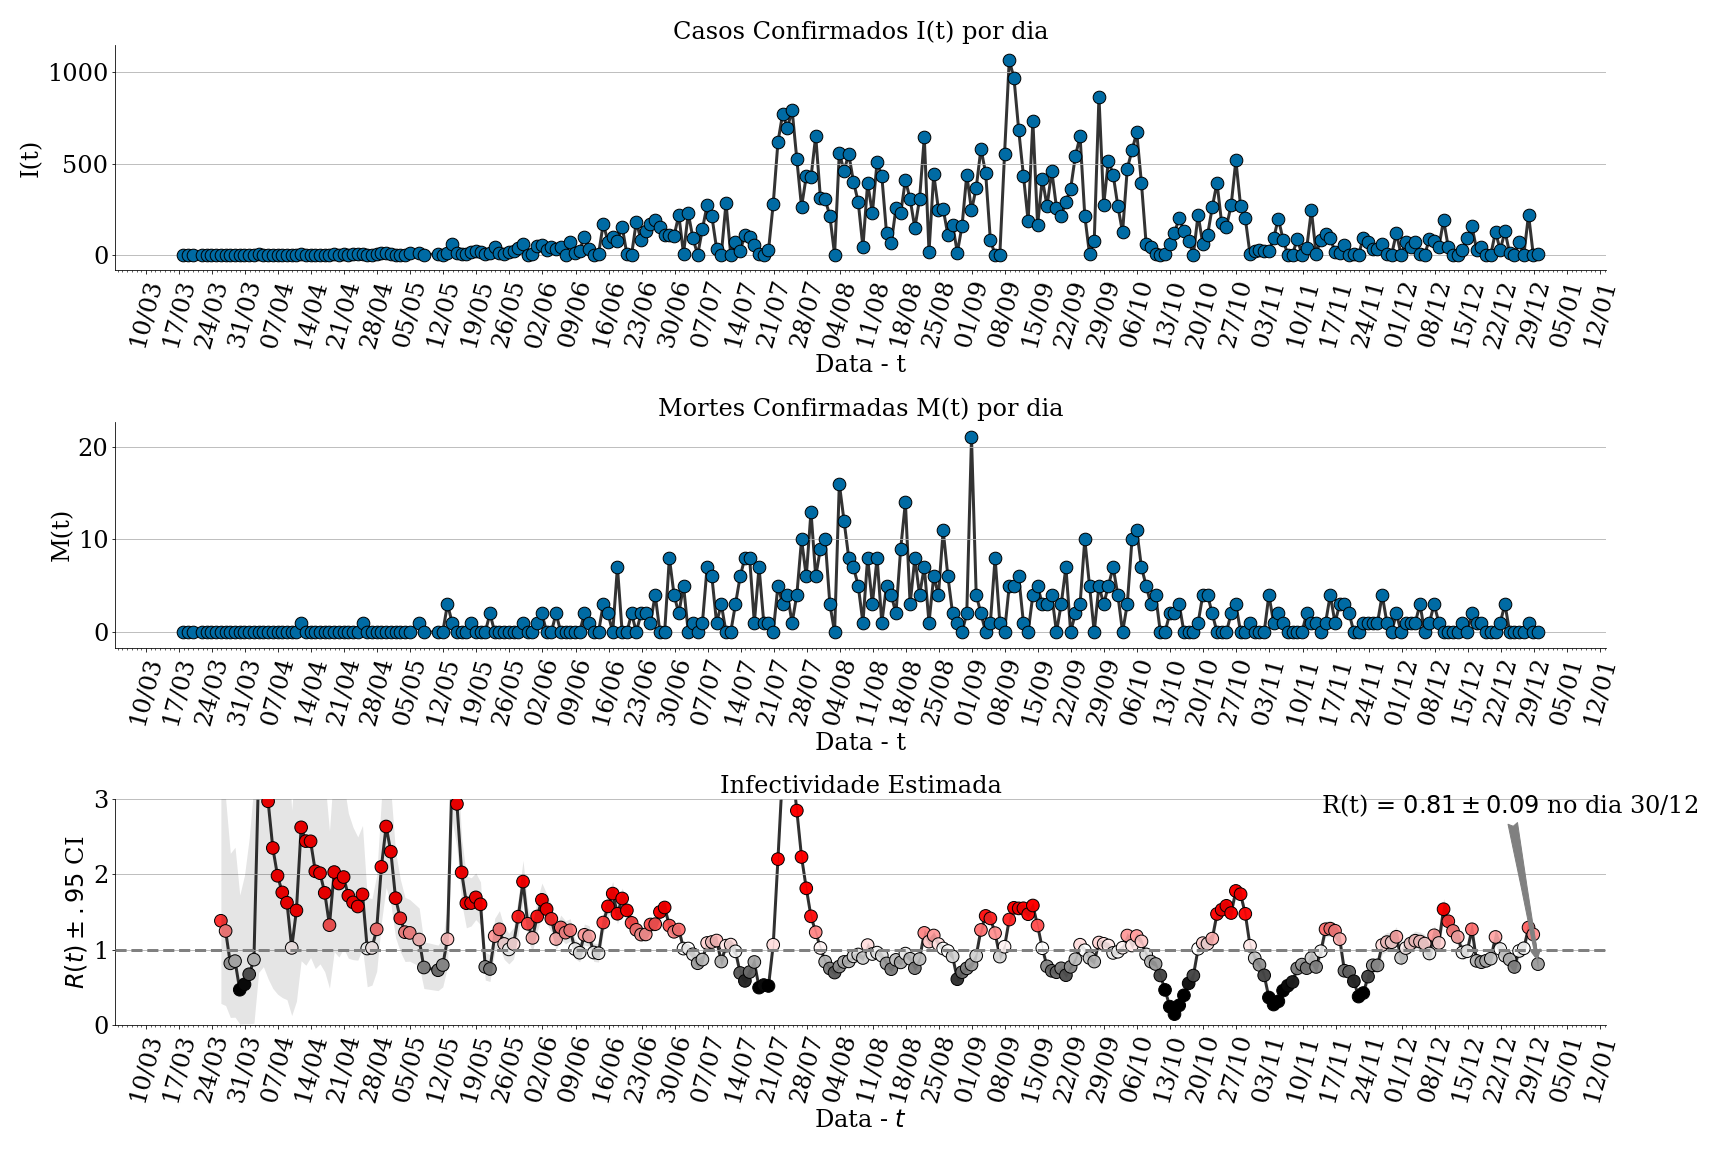 Casos Confirmados I(t) por dia
1000
500
0
I(t)
10/03 17/03 24/03 31/03 07/04 14/04 21/04 28/04 05/05 12/05 19/05 26/05 02/06 09/06 16/06 23/06 30/06 07/07 14/07 21/07 28/07 04/08 11/08 18/08 25/08 01/09 08/09 15/09 22/09 29/09 06/10 13/10 20/10 27/10 03/11 10/11 17/11 24/11 01/12 08/12 15/12 22/12 29/12 05/01 12/01
Data - t
Mortes Confirmadas M(t) por dia
20
10
0
M(t)
10/03 17/03 24/03 31/03 07/04 14/04 21/04 28/04 05/05 12/05 19/05 26/05 02/06 09/06 16/06 23/06 30/06 07/07 14/07 21/07 28/07 04/08 11/08 18/08 25/08 01/09 08/09 15/09 22/09 29/09 06/10 13/10 20/10 27/10 03/11 10/11 17/11 24/11 01/12 08/12 15/12 22/12 29/12 05/01 12/01
Data - t
Infectividade Estimada
R(t) = 0.81 ± 0.09 no dia 30/12
3
2
1
0
R(t) ± .95 CI
10/03 17/03 24/03 31/03 07/04 14/04 21/04 28/04 05/05 12/05 19/05 26/05 02/06 09/06 16/06 23/06 30/06 07/07 14/07 21/07 28/07 04/08 11/08 18/08 25/08 01/09 08/09 15/09 22/09 29/09 06/10 13/10 20/10 27/10 03/11 10/11 17/11 24/11 01/12 08/12 15/12 22/12 29/12 05/01 12/01
Data - t